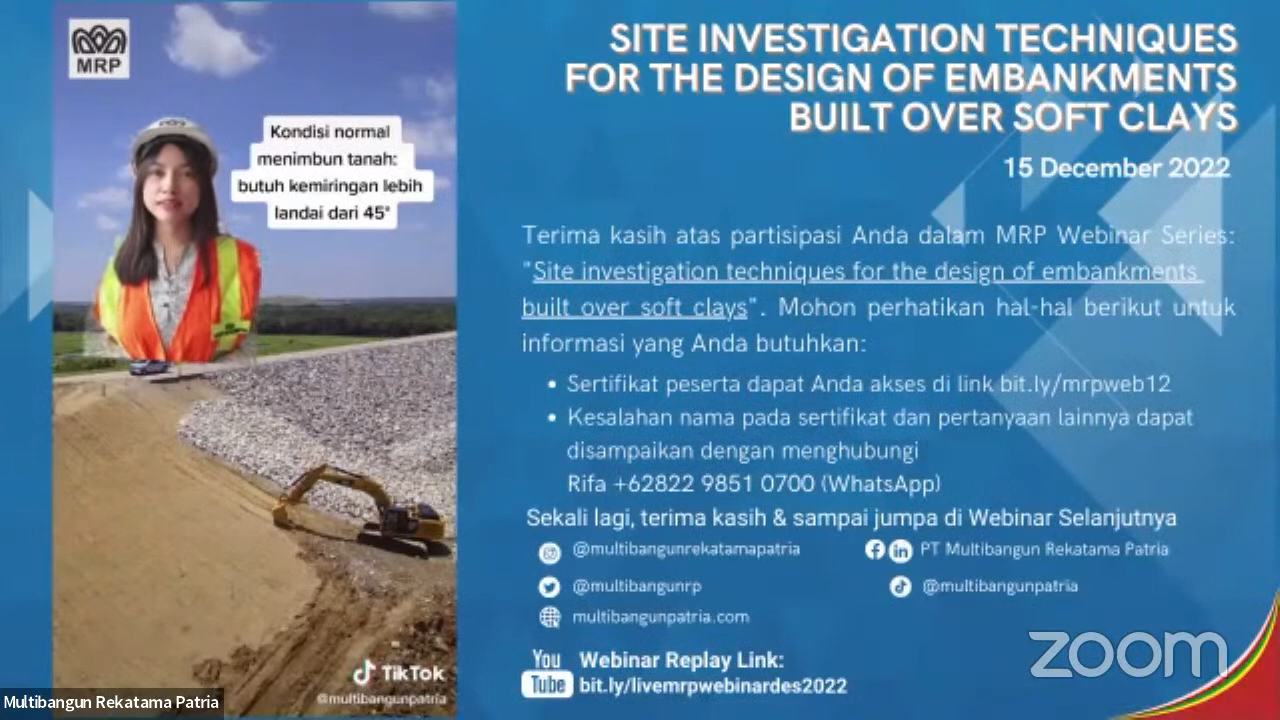 MRP
Kondisi normal
menimbun tanah:
butuh kemiringan lebih
landai dari 45°
TikTok
@multibangunpatria
Multibangun Rekatama Patria
SITE INVESTIGATION TECHNIQUES
FOR THE DESIGN OF EMBANKMENTS
BUILT OVER SOFT CLAYS
15 December 2022
Terima kasih atas partisipasi Anda dalam MRP Webinar Series:
"Site investigation techniques for the design of embankments
built over soft clays". Mohon perhatikan hal-hal berikut untuk
informasi yang Anda butuhkan:
• Sertifikat peserta dapat Anda akses di link bit.ly/mrpweb12
• Kesalahan nama pada sertifikat dan pertanyaan lainnya dapat
disampaikan dengan menghubungi
Rifa +62822 9851 0700 (WhatsApp)
Sekali lagi, terima kasih & sampai jumpa di Webinar Selanjutnya
@multibangunrekatamapatria
PT Multibangun Rekatama Patria
@multibangunrp
@multibangunpatria
multibangunpatria.com
You Tube
Webinar Replay Link:
bit.ly/livemrpwebinardes2022
zoom